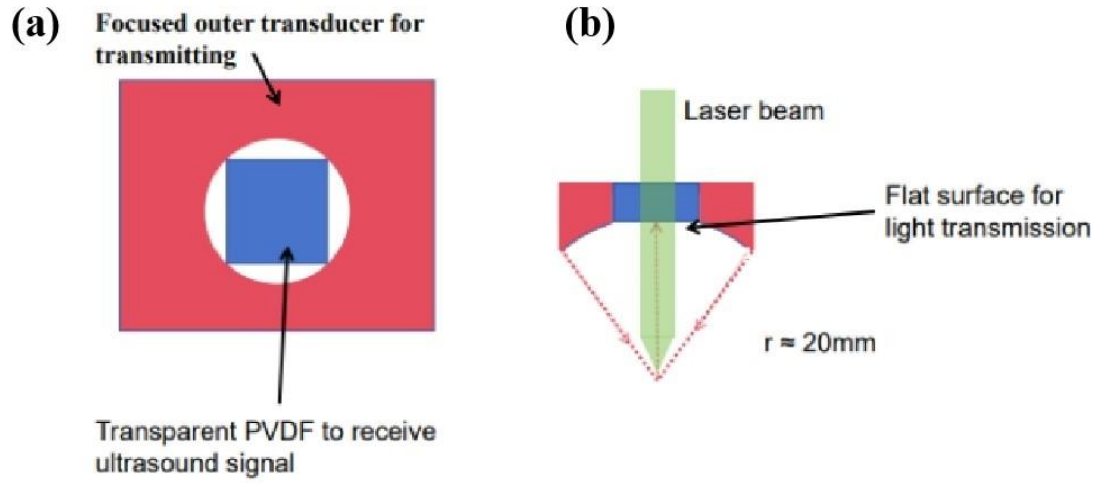 (a)
Focused outer transducer for
transmitting
Transparent PVDF to receive
ultrasound signal
(b)
Laser beam
Flat surface for
light transmission
r ≈ 20mm